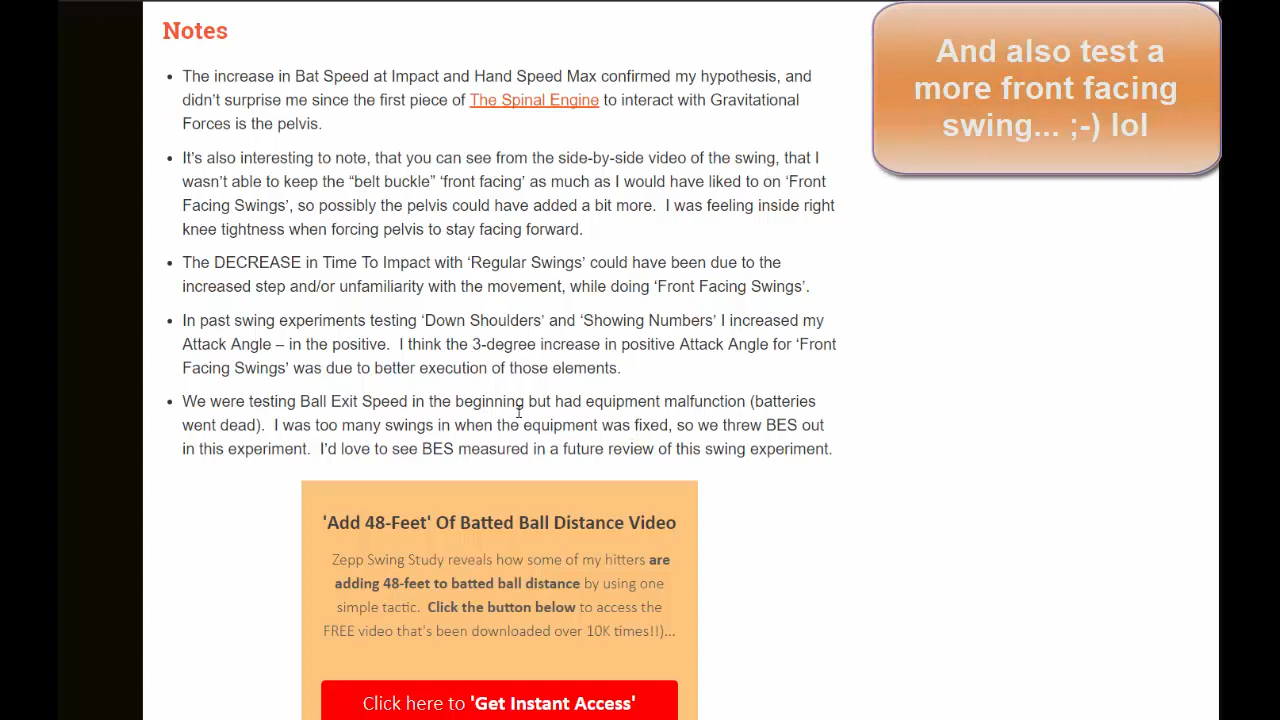 Notes
The increase in Bat Speed at Impact and Hand Speed Max confirmed my hypothesis, and
didn’t surprise me since the first piece of The Spinal Engine to interact with Gravitational
Forces is the pelvis.
It’s also interesting to note, that you can see from the side-by-side video of the swing, that I
wasn’t able to keep the “belt buckle” ‘front facing’ as much as I would have liked to on ‘Front
Facing Swings’, so possibly the pelvis could have added a bit more.  I was feeling inside right
knee tightness when forcing pelvis to stay facing forward.
The DECREASE in Time To Impact with ‘Regular Swings’ could have been due to the
increased step and/or unfamiliarity with the movement, while doing ‘Front Facing Swings’.
In past swing experiments testing ‘Down Shoulders’ and ‘Showing Numbers’ I increased my
Attack Angle – in the positive.  I think the 3-degree increase in positive Attack Angle for ‘Front
Facing Swings’ was due to better execution of those elements.
We were testing Ball Exit Speed in the beginning but had equipment malfunction (batteries
went dead).  I was too many swings in when the equipment was fixed, so we threw BES out
in this experiment.  I’d love to see BES measured in a future review of this swing experiment.
'Add 48-Feet' Of Batted Ball Distance Video
Zepp Swing Study reveals how some of my hitters are
adding 48-feet to batted ball distance by using one
simple tactic.  Click the button below to access the
FREE video that's been downloaded over 10K times!!)...
Click here to 'Get Instant Access'
And also test a
more front facing
swing... ;-) lol